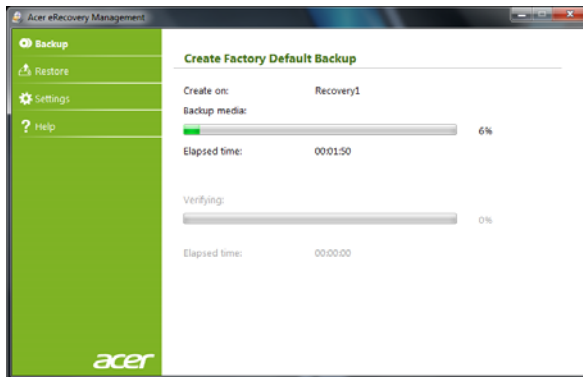 Acer eRecovery Management
Backup
Restore
Settings
Help
Create Factory Default Backup
Create on: Recovery1
Backup media:
6%
Elapsed time: 00:01:50
Verifying:
0%
Elapsed time: 00:00:00
acer